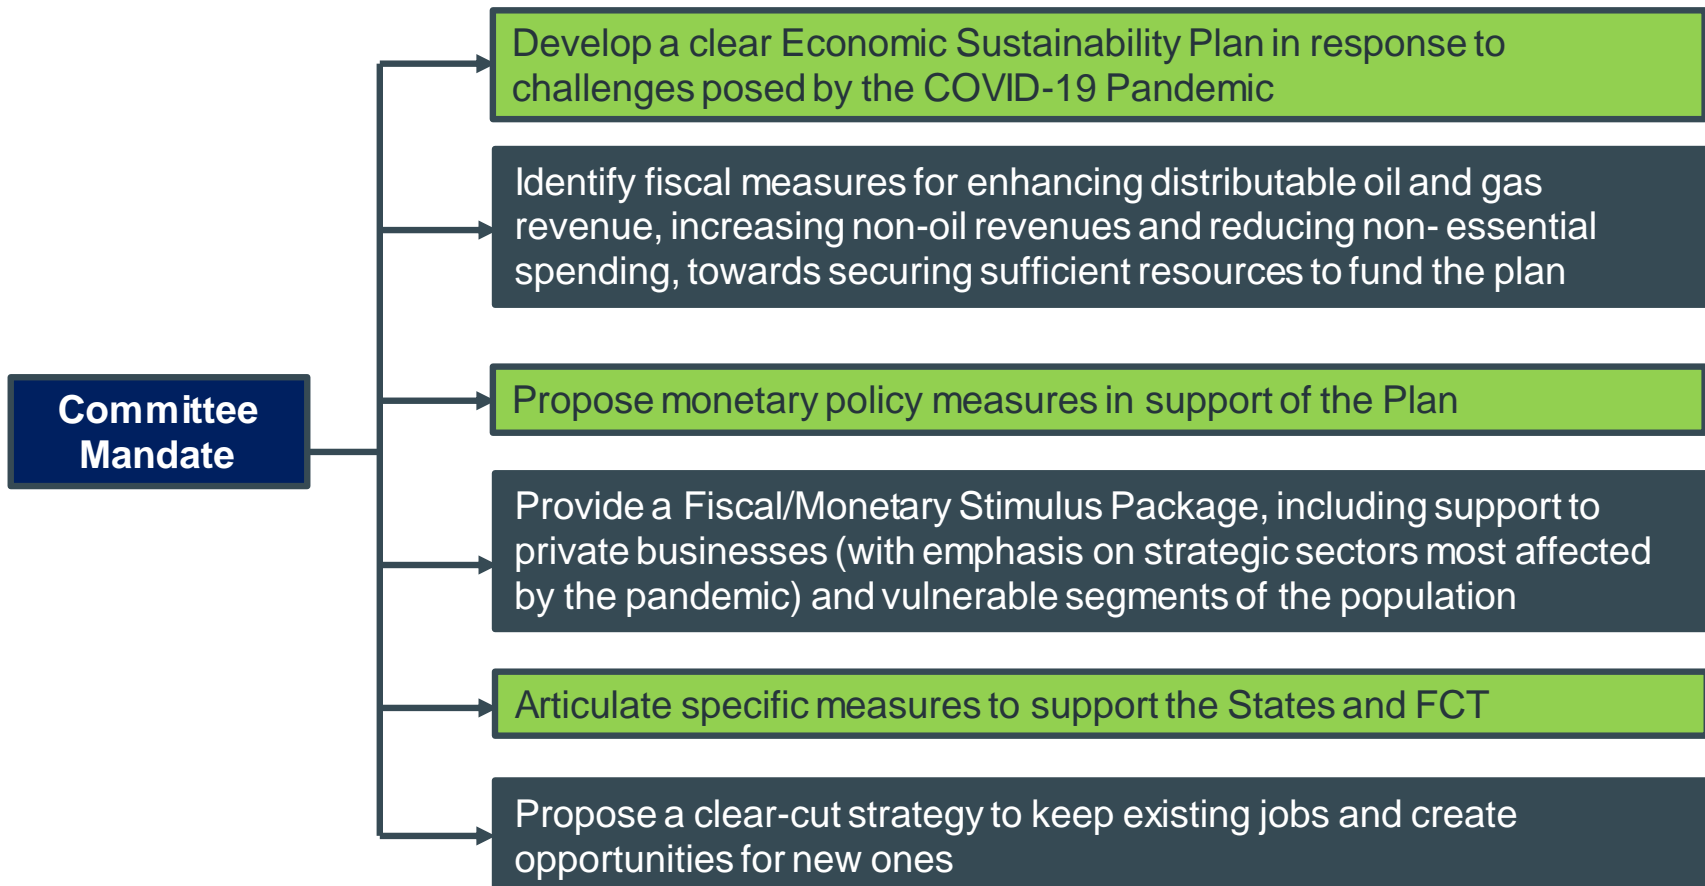 Develop a clear Economic Sustainability Plan in response to
challenges posed by the COVID-19 Pandemic
Identify fiscal measures for enhancing distributable oil and gas
revenue, increasing non-oil revenues and reducing non- essential
spending, towards securing sufficient resources to fund the plan
Committee
Mandate
Propose monetary policy measures in support of the Plan
Provide a Fiscal/Monetary Stimulus Package, including support to
private businesses (with emphasis on strategic sectors most affected
by the pandemic) and vulnerable segments of the population
Articulate specific measures to support the States and FCT
Propose a clear-cut strategy to keep existing jobs and create
opportunities for new ones